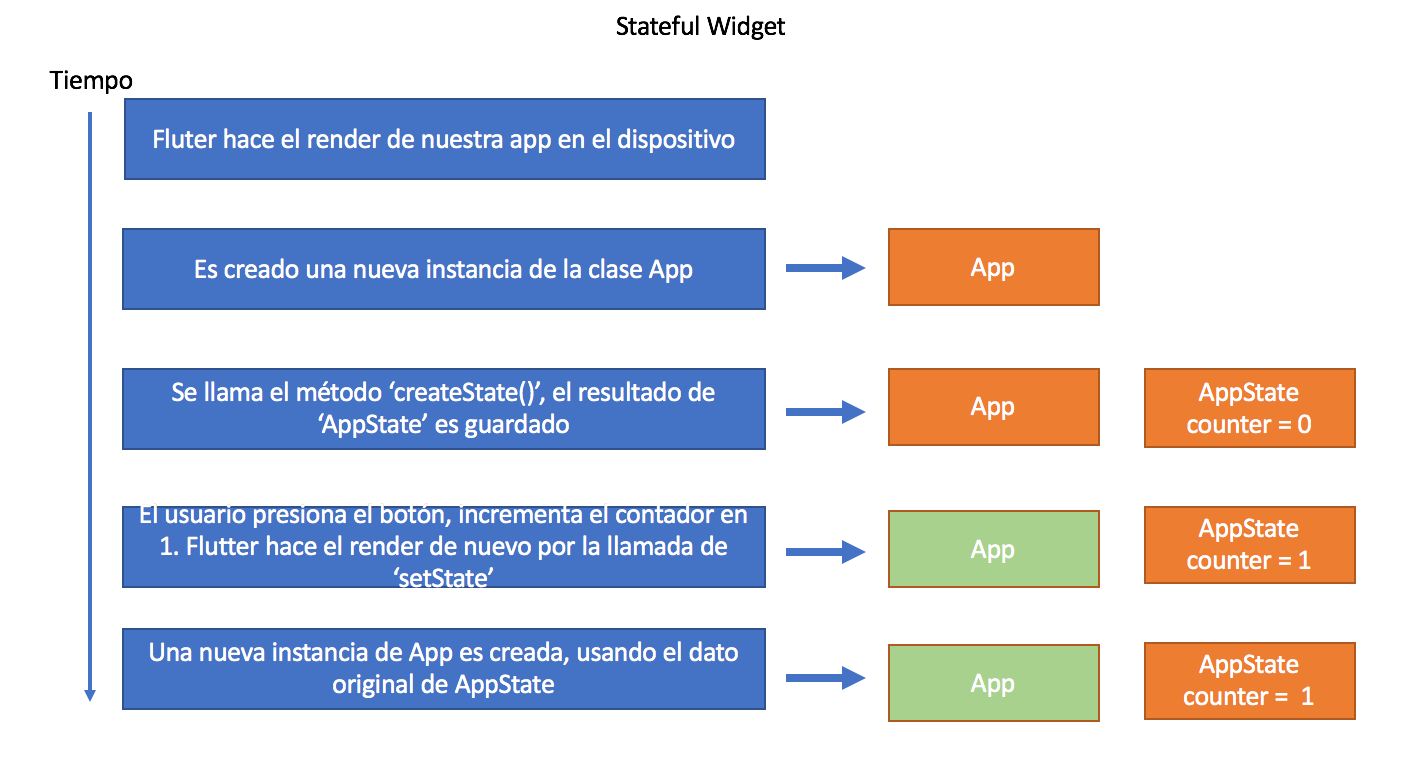 Stateful Widget
Tiempo
Fluter hace el render de nuestra app en el dispositivo
Es creado una nueva instancia de la clase App
App
Se llama el método ‘createState()’, el resultado de
‘AppState’ es guardado
App
AppState
counter = 0
El usuario presiona el botón, incrementa el contador en
1. Flutter hace el render de nuevo por la llamada de
‘setState’
App
AppState
counter = 1
Una nueva instancia de App es creada, usando el dato
original de AppState
App
AppState
counter =  1